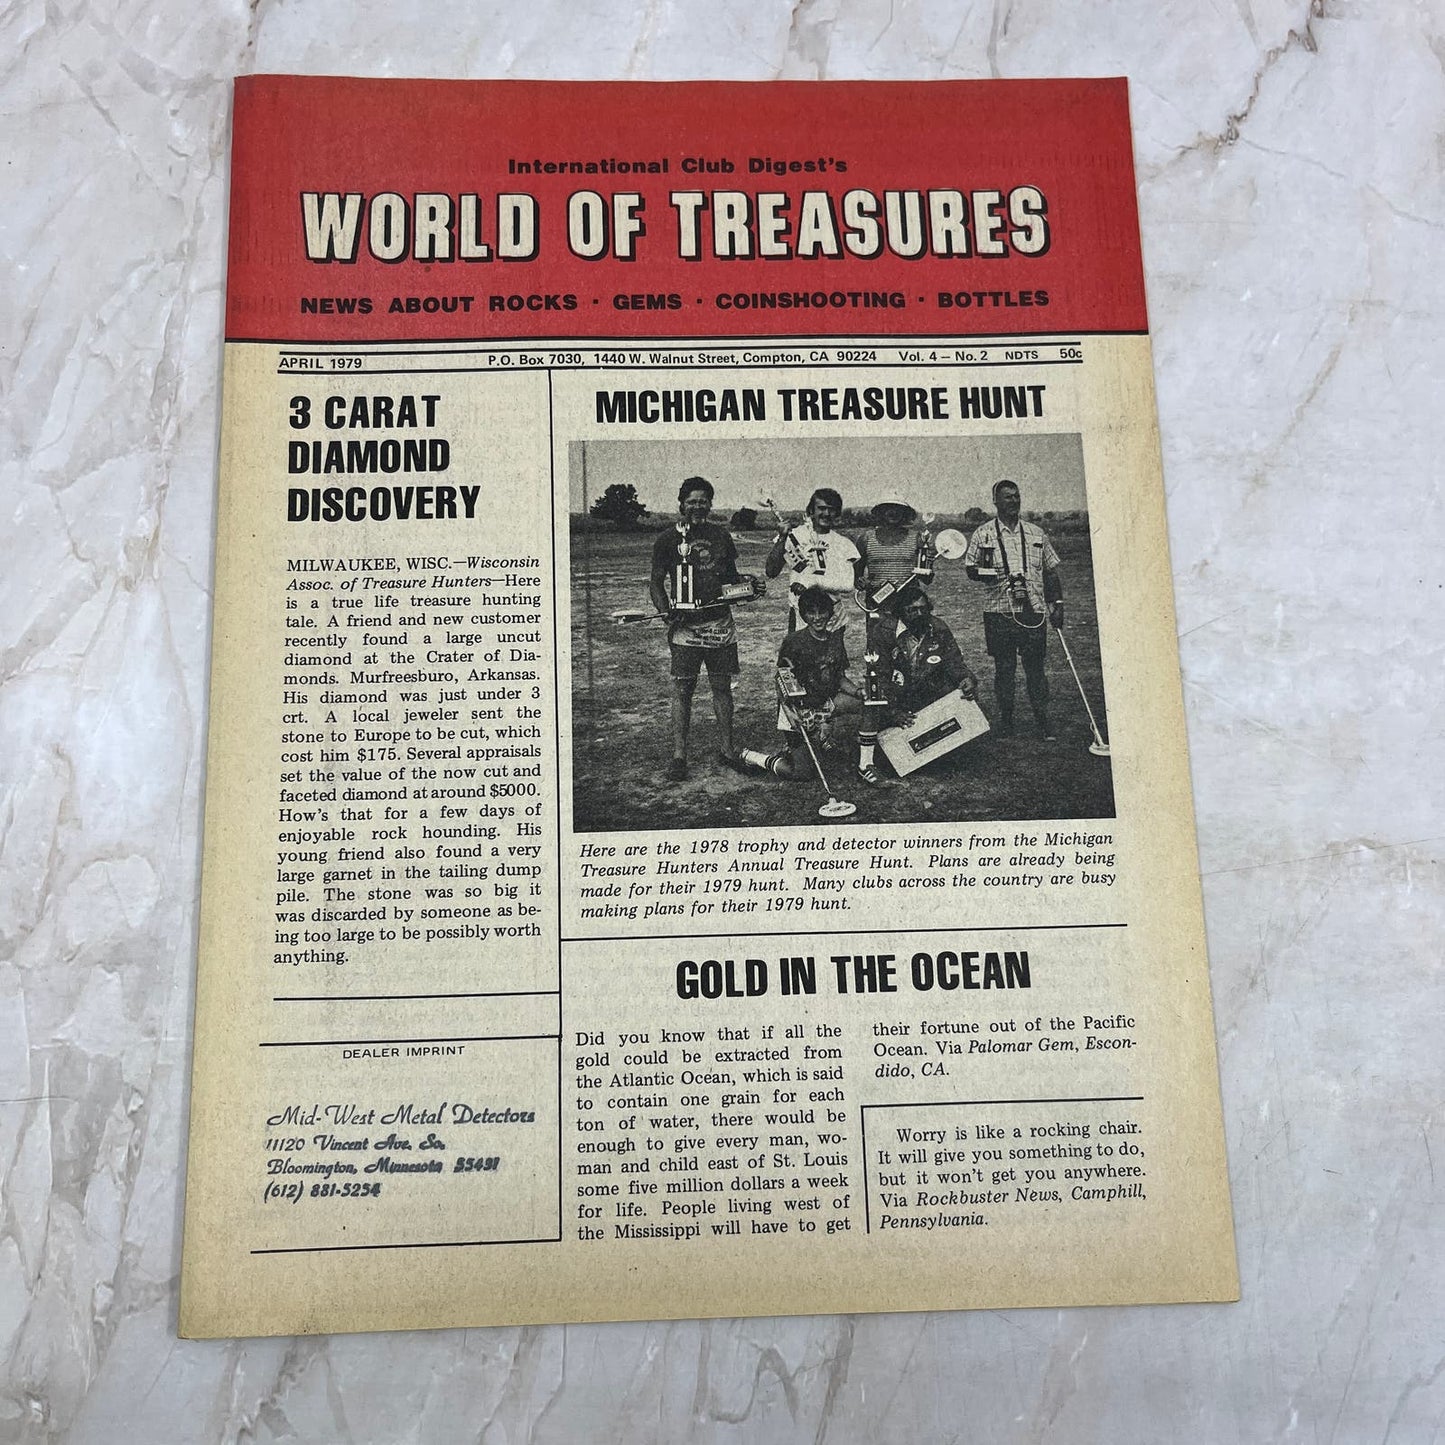 International Club Digest's
WORLD OF TREASURES
NEWS ABOUT ROCKS · GEMS · COINSHOOTING · BOTTLES
APRIL 1979 P.O. Box 7030, 1440 W. Walnut Street, Compton, CA 90224 Vol. 4 — No. 2 NDTS 50c
3 CARAT
DIAMOND
DISCOVERY
MILWAUKEE, WISC.—Wisconsin
Assoc. of Treasure Hunters—Here
is a true life treasure hunting
tale. A friend and new customer
recently found a large uncut
diamond at the Crater of Dia-
monds. Murfreesburo, Arkansas.
His diamond was just under 3
crt. A local jeweler sent the
stone to Europe to be cut, which
cost him $175. Several appraisals
set the value of the now cut and
faceted diamond at around $5000.
How's that for a few days of
enjoyable rock hounding. His
young friend also found a very
large garnet in the tailing dump
pile. The stone was so big it
was discarded by someone as be-
ing too large to be possibly worth
anything.
DEALER IMPRINT
Mid-West Metal Detectors
11120 Vincent Ave. So.
Bloomington, Minnesota 55431
(612) 881-5254
MICHIGAN TREASURE HUNT
Here are the 1978 trophy and detector winners from the Michigan
Treasure Hunters Annual Treasure Hunt. Plans are already being
made for their 1979 hunt. Many clubs across the country are busy
making plans for their 1979 hunt.
GOLD IN THE OCEAN
Did you know that if all the
gold could be extracted from
the Atlantic Ocean, which is said
to contain one grain for each
ton of water, there would be
enough to give every man, wo-
man and child east of St. Louis
some five million dollars a week
for life. People living west of
the Mississippi will have to get
their fortune out of the Pacific
Ocean. Via Palomar Gem, Escon-
dido, CA.
Worry is like a rocking chair.
It will give you something to do,
but it won't get you anywhere.
Via Rockbuster News, Camphill,
Pennsylvania.